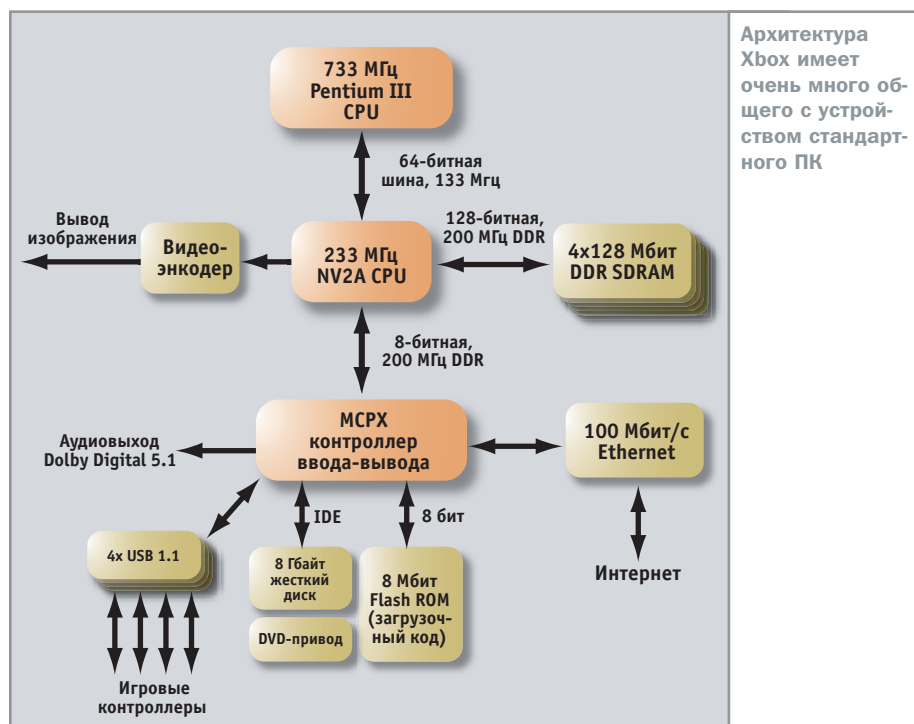 733 МГц
Pentium III
CPU
64-битная
шина, 133 Мгц
Вывод
изображения
Видео-
энкодер
233 МГц
NV2A CPU
128-битная,
200 МГц DDR
4x128 Мбит
DDR SDRAM
8-битная,
200 МГц DDR
Аудиовыход
Dolby Digital 5.1
MCPX
контроллер
ввода-вывода
100 Мбит/с
Ethernet
Интернет
IDE
8 бит
4x USB 1.1
8 Гбайт
жесткий
диск
DVD-привод
8 Мбит
Flash ROM
(загрузоч-
ный код)
Игровые
контроллеры
Архитектура
Xbox имеет
очень много об-
щего с устрой-
ством стандарт-
ного ПК